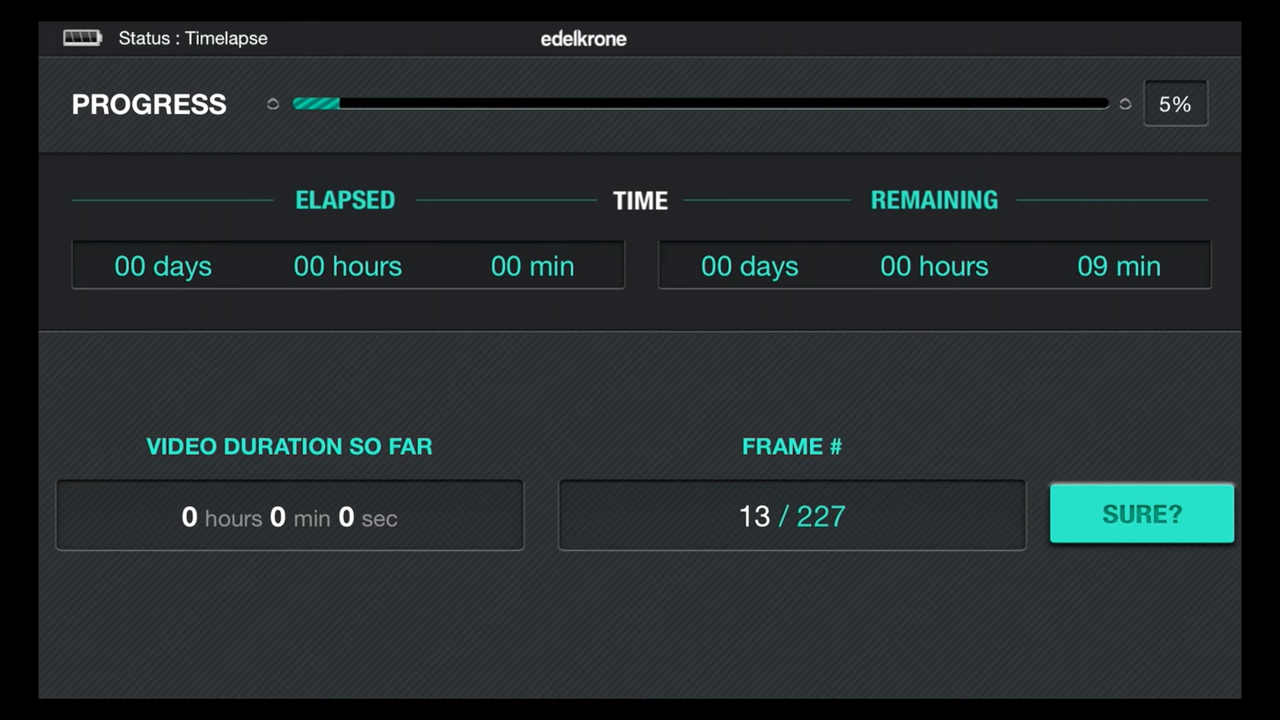 Status : Timelapse
edelkrone
PROGRESS
5%
ELAPSED TIME REMAINING
00 days 00 hours 00 min
00 days 00 hours 09 min
VIDEO DURATION SO FAR
FRAME #
0 hours 0 min 0 sec
13 / 227
SURE?